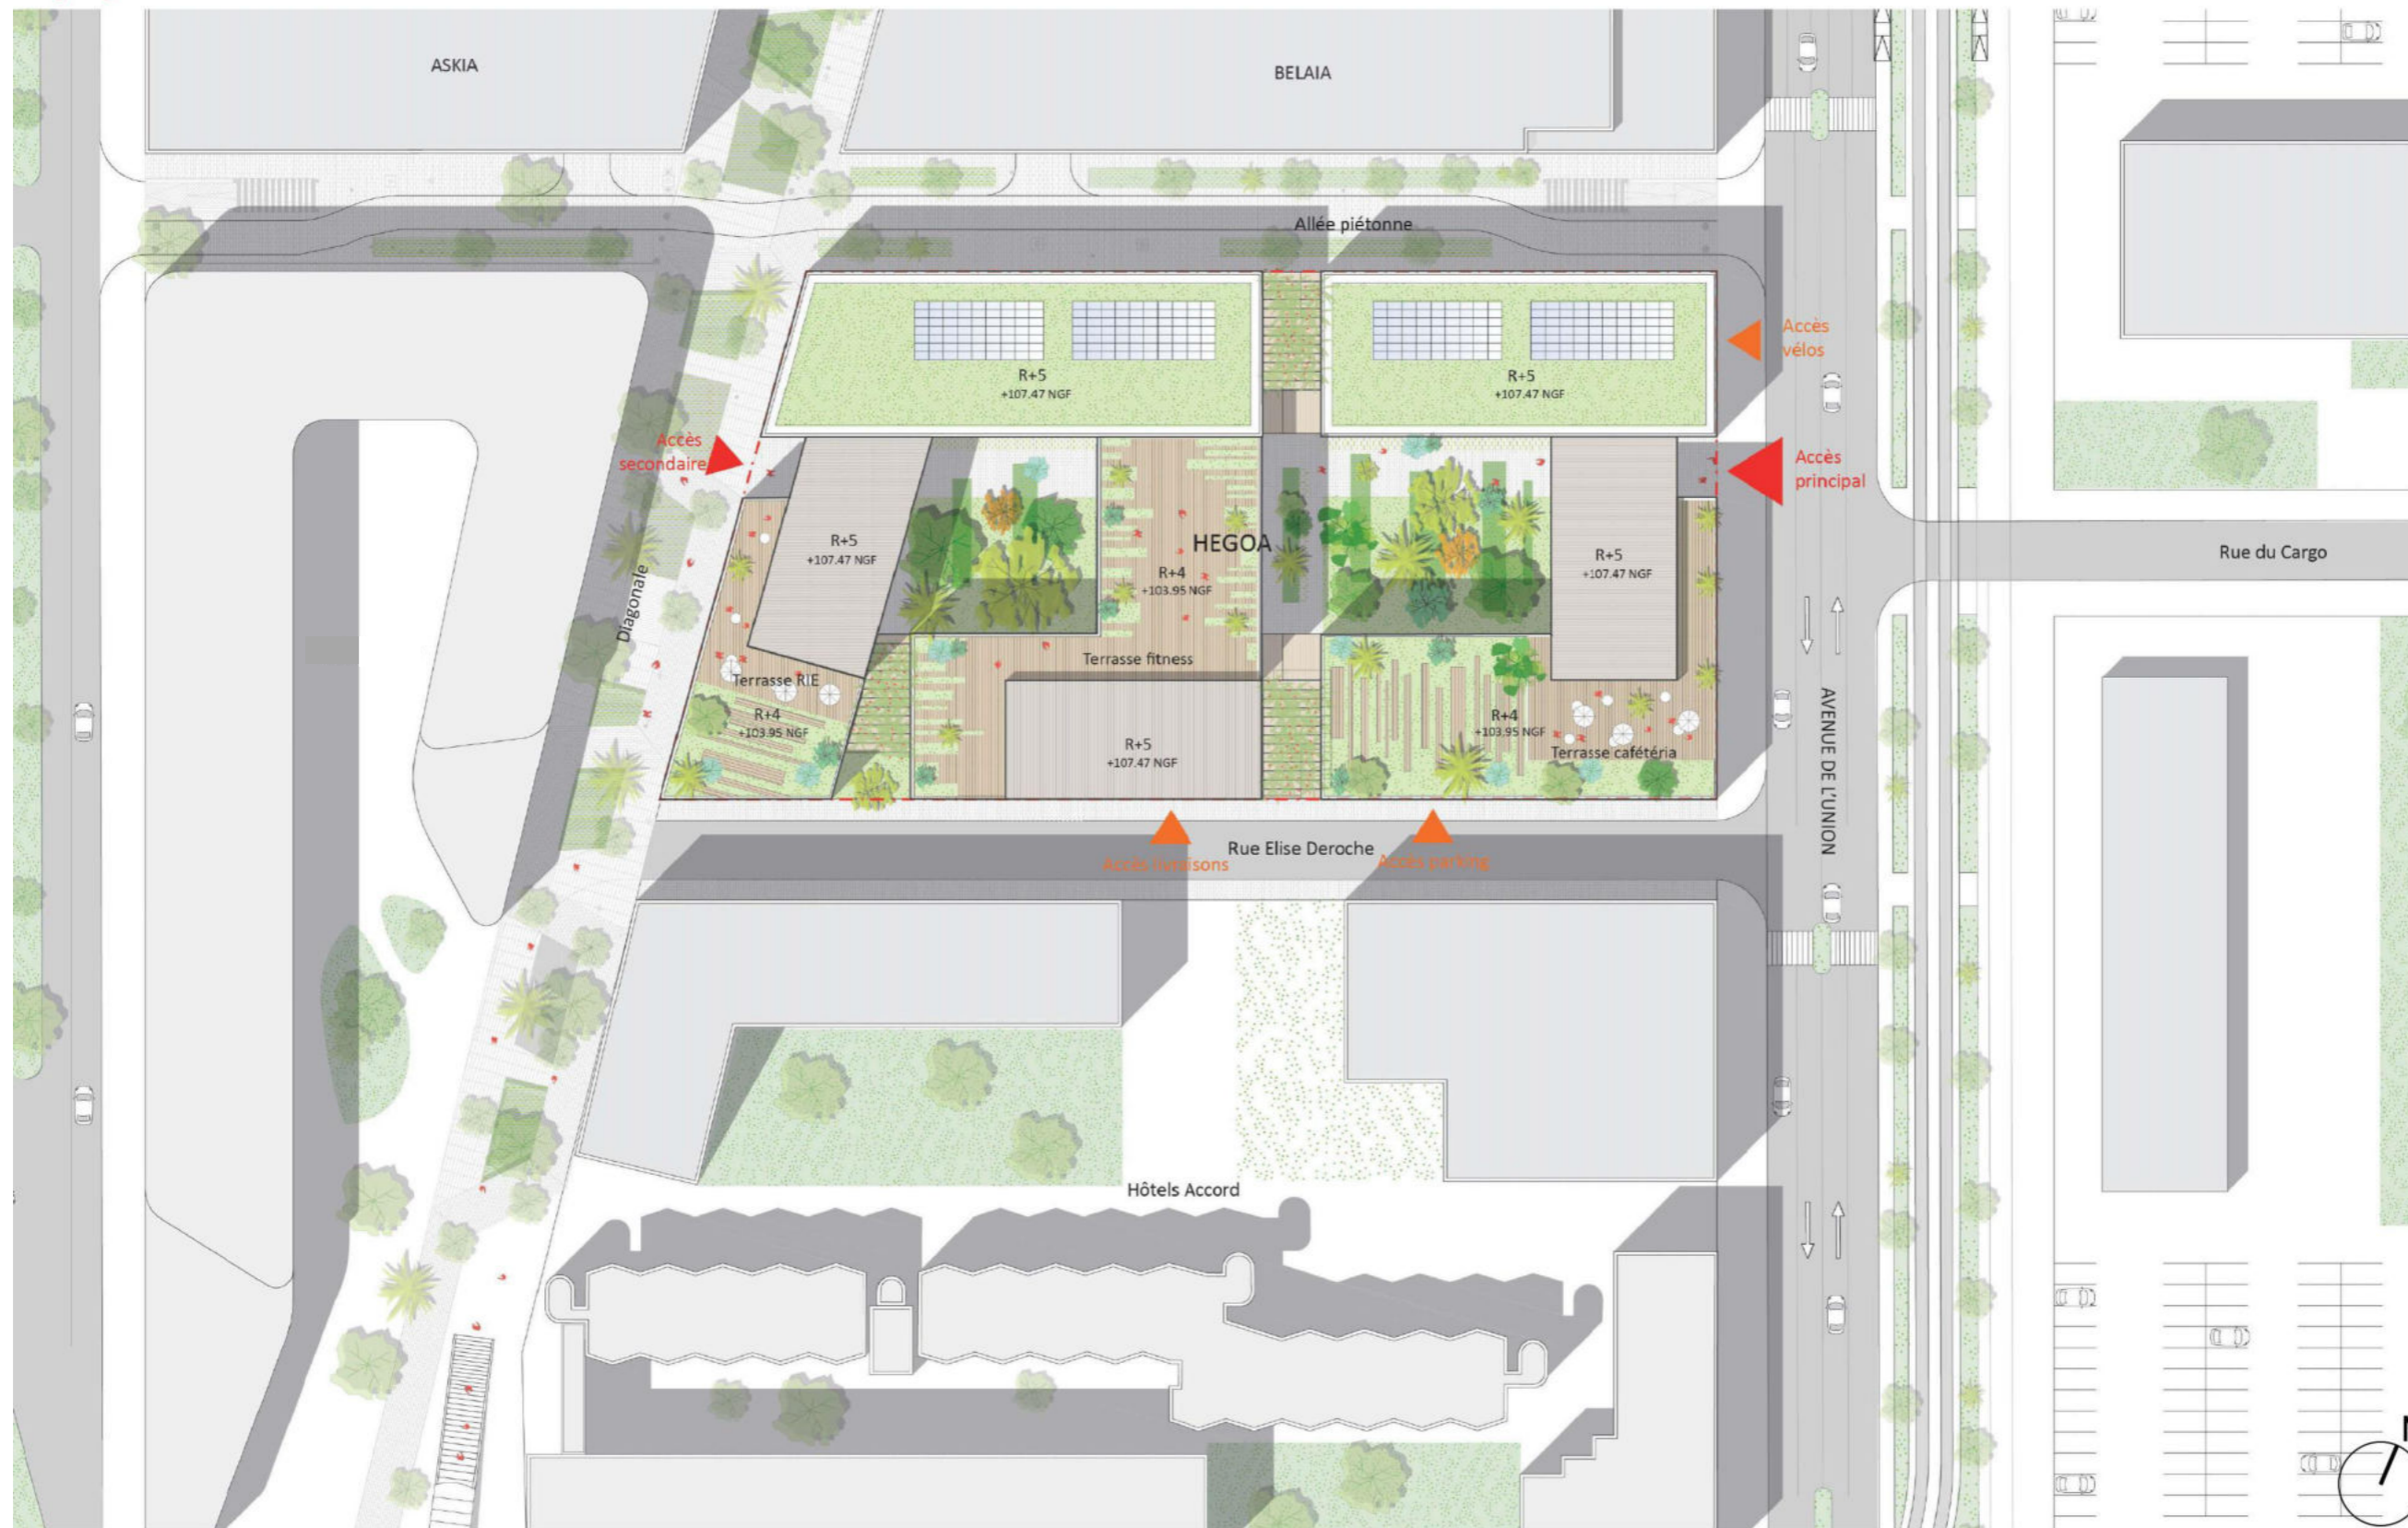 ASKIA
BELAIA
Allée piétonne
Accès
vélos
R+5
+107.47 NGF
R+5
+107.47 NGF
Accès
secondaire
Accès
principal
R+5
+107.47 NGF
HEGOA
R+4
+103.95 NGF
R+5
+107.47 NGF
Rue du Cargo
Diagonale
Terrasse fitness
Terrasse RIE
R+4
+103.95 NGF
R+5
+107.47 NGF
R+4
+103.95 NGF
Terrasse cafétéria
AVENUE DE L'UNION
Rue Elise Deroche
Accès livraisons
Accès parking
Hôtels Accord
N